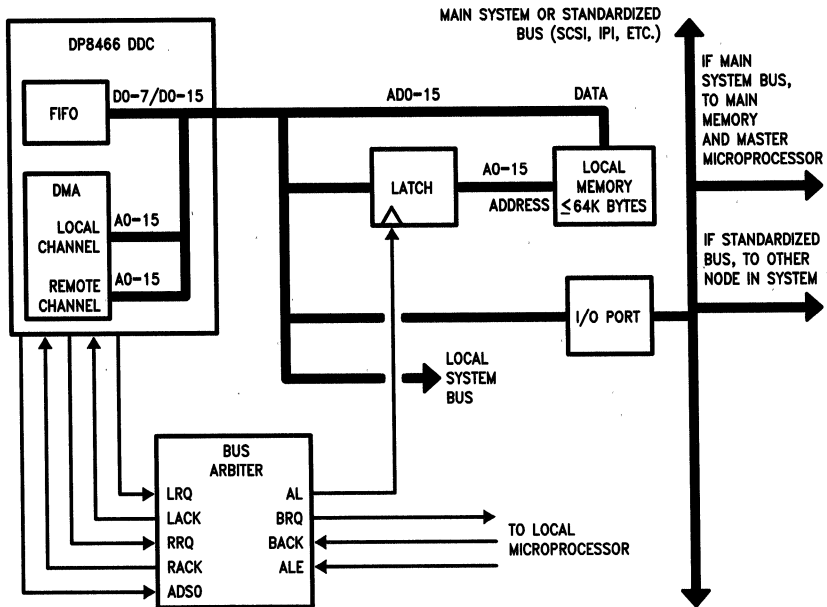 MAIN SYSTEM OR STANDARDIZED
BUS (SCSI, IPI, ETC.)
DP8466 DDC
FIFO
D0-7/D0-15
AD0-15
DATA
IF MAIN
SYSTEM BUS,
TO MAIN
MEMORY
AND MASTER
MICROPROCESSOR
DMA
LOCAL
CHANNEL
A0-15
REMOTE
CHANNEL
A0-15
LATCH
A0-15
ADDRESS
LOCAL
MEMORY
≤64K BYTES
IF STANDARDIZED
BUS, TO OTHER
NODE IN SYSTEM
I/O PORT
LOCAL
SYSTEM
BUS
BUS
ARBITER
LRQ
LACK
RRQ
RACK
ADS0
AL
BRQ
BACK
ALE
TO LOCAL
MICROPROCESSOR